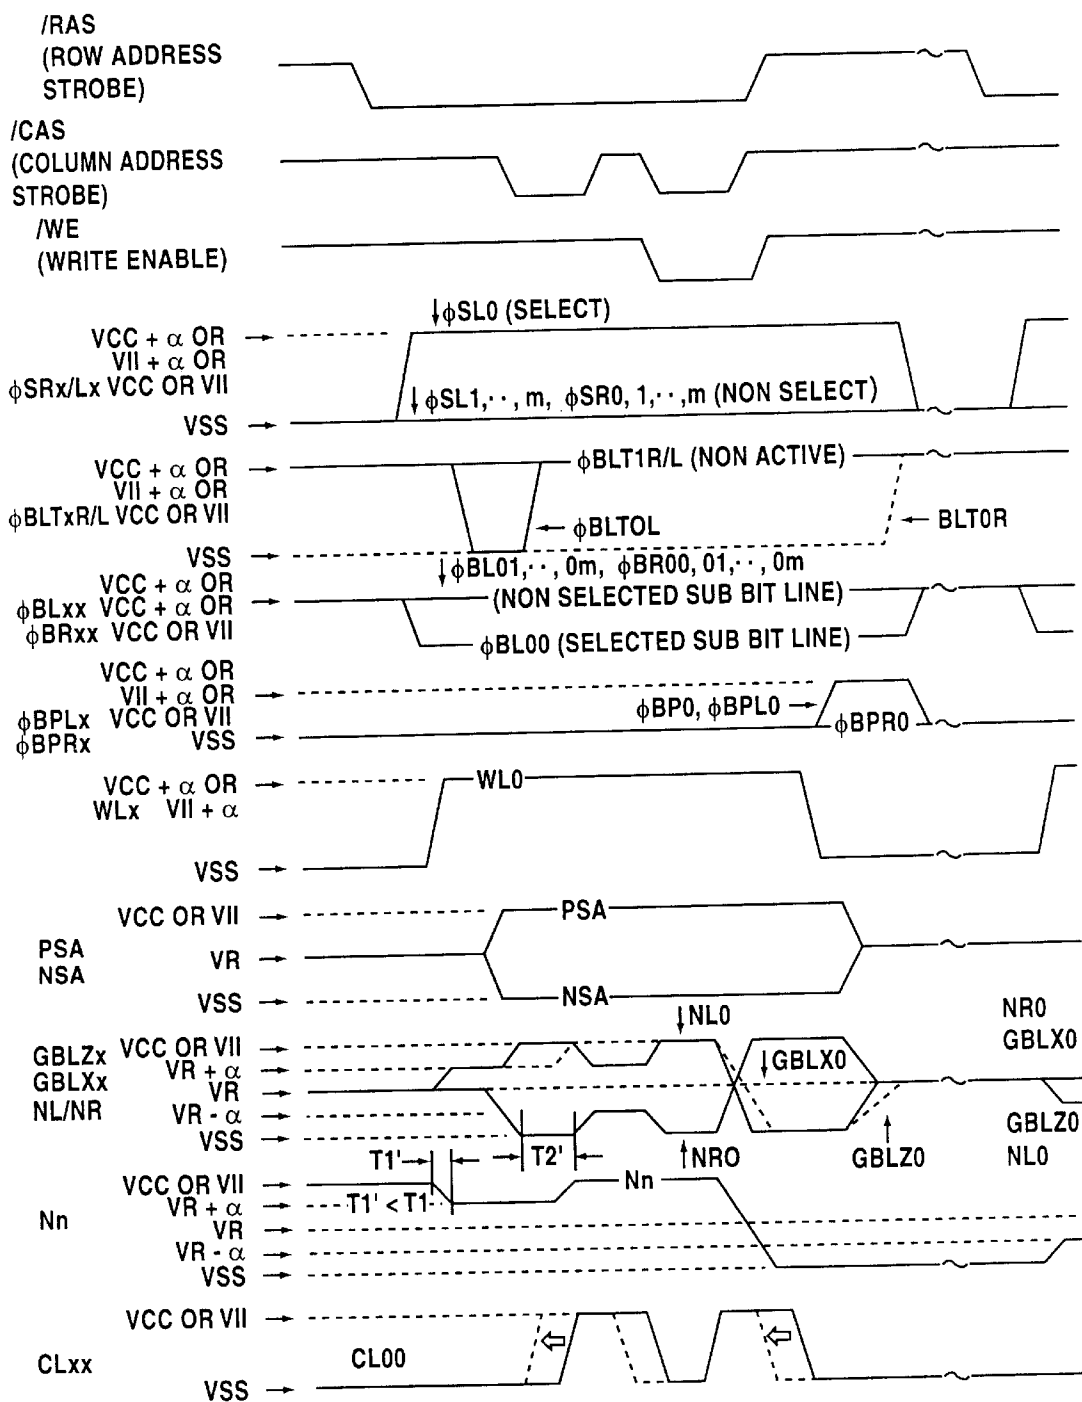 /RAS
(ROW ADDRESS
STROBE)
/CAS
(COLUMN ADDRESS
STROBE)
/WE
(WRITE ENABLE)
↓ϕSL0 (SELECT)
VCC + α OR →
VII + α OR
ϕSRx/Lx VCC OR VII
↓ϕSL1,··, m, ϕSR0, 1,··,m (NON SELECT)
VSS →
VCC + α OR →
ϕBLT1R/L (NON ACTIVE)
VII + α OR
ϕBLTxR/L VCC OR VII
←ϕBLTOL
← BLT0R
VSS →
↓ϕBL01,··, 0m, ϕBR00, 01,··, 0m
VCC + α OR
ϕBLxx VCC + α OR →
(NON SELECTED SUB BIT LINE)
ϕBRxx VCC OR VII
ϕBL00 (SELECTED SUB BIT LINE)
VCC + α OR
VII + α OR →
ϕBP0, ϕBPL0 →
ϕBPLx VCC OR VII
ϕBPR0
ϕBPRx VSS →
VCC + α OR →
WL0
WLx VII + α
VSS →
VCC OR VII →
PSA
PSA
NSA
VR →
VSS →
NSA
↓NL0
NR0
GBLX0
GBLZx VCC OR VII →
VR + α →
↓GBLX0
GBLXx
VR →
NL/NR
VR - α →
VSS →
GBLZ0
NL0
T1'
T2'
↑NRO
↑
GBLZ0
VCC OR VII →
Nn
VR + α →
T1' < T1
Nn
VR →
VR - α →
VSS →
VCC OR VII →
CLxx
CL00
VSS →